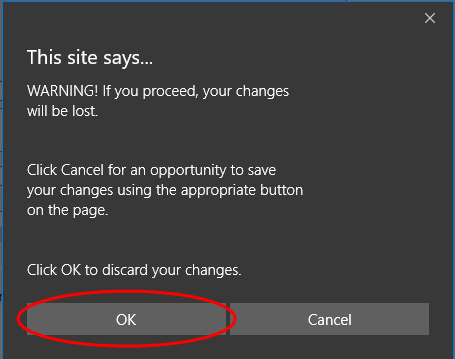 This site says...
WARNING! If you proceed, your changes
will be lost.
Click Cancel for an opportunity to save
your changes using the appropriate button
on the page.
Click OK to discard your changes.
OK
Cancel